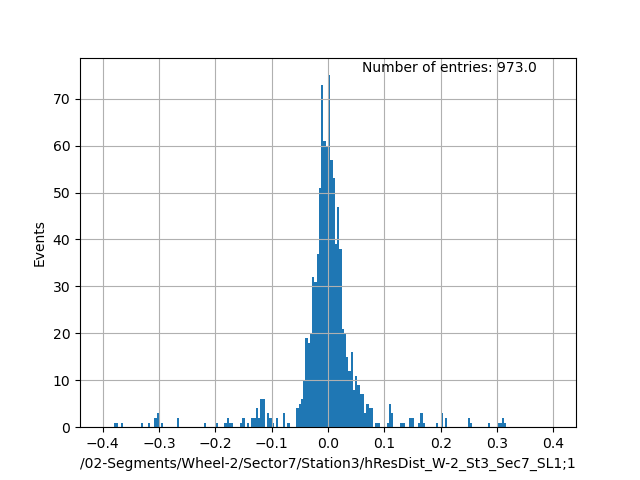 Number of entries: 973.0
70
60
50
40
30
20
10
0
Events
−0.4 −0.3 −0.2 −0.1 0.0 0.1 0.2 0.3 0.4
/02-Segments/Wheel-2/Sector7/Station3/hResDist_W-2_St3_Sec7_SL1;1